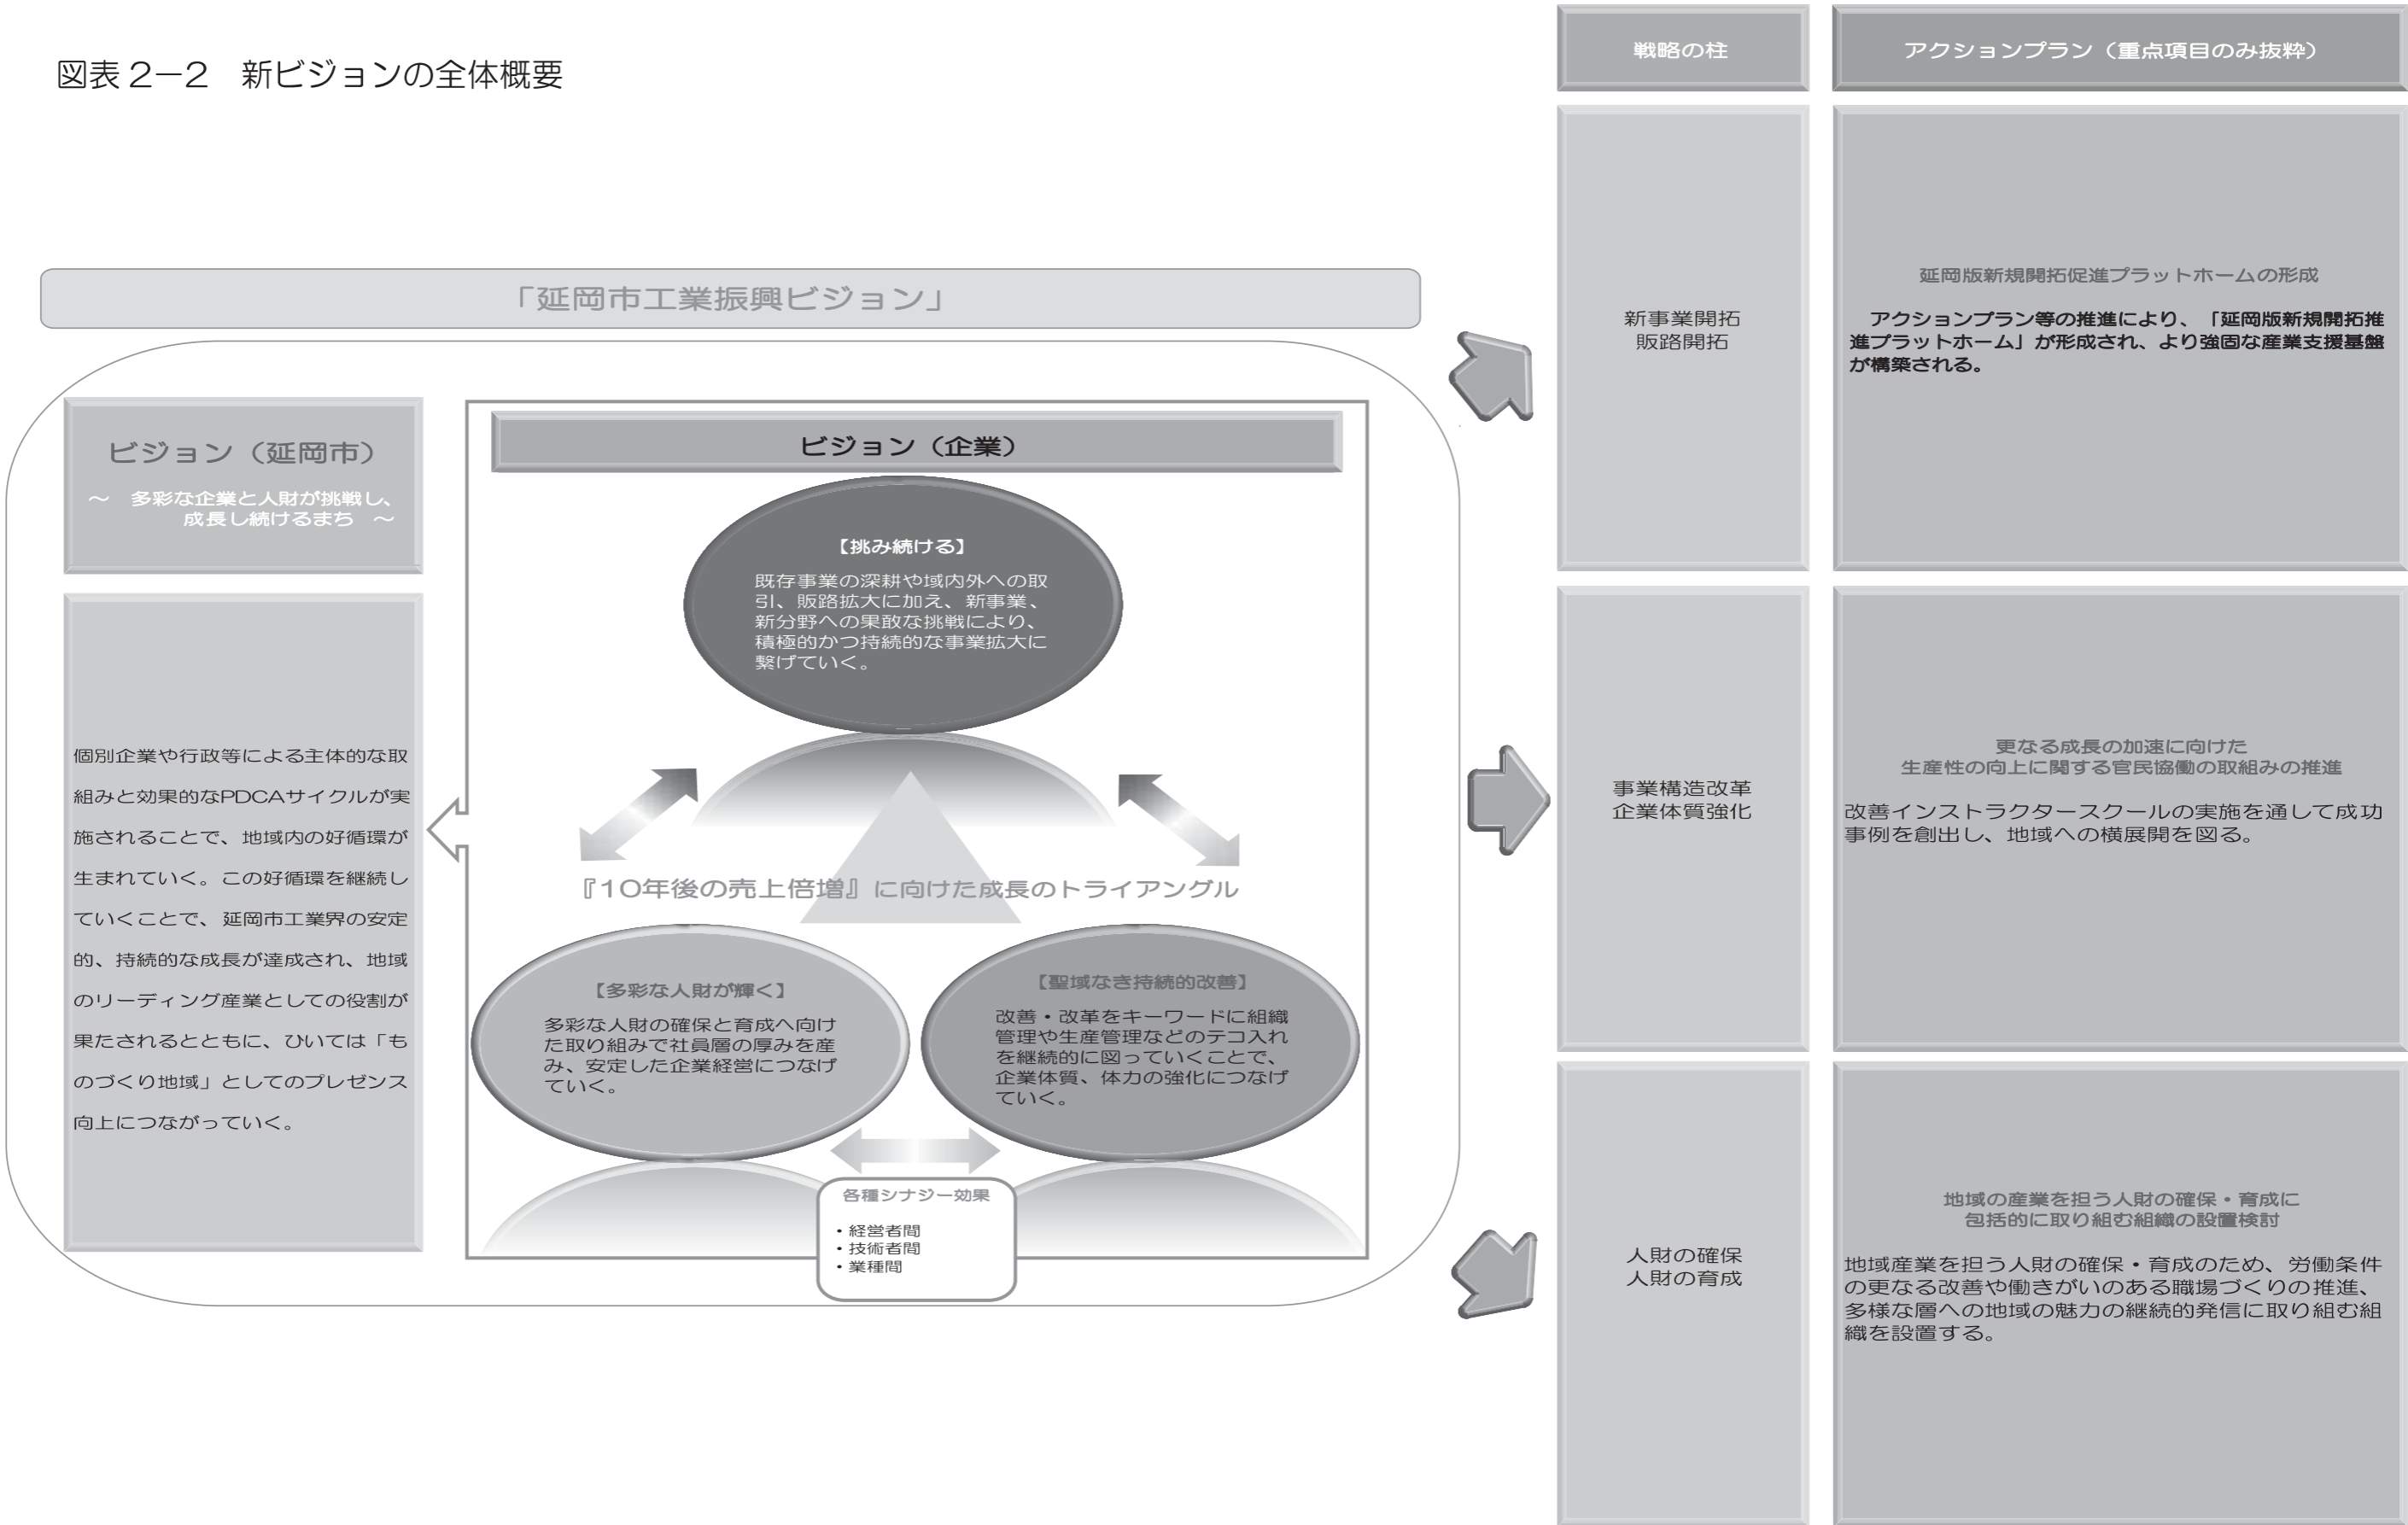 図表2－2　新ビジョンの全体概要
「延岡市工業振興ビジョン」
ビジョン（延岡市）
～　多彩な企業と人財が挑戦し、
成長し続けるまち　～
個別企業や行政等による主体的な取
組みと効果的なPDCAサイクルが実
施されることで、地域内の好循環が
生まれていく。この好循環を継続し
ていくことで、延岡市工業界の安定
的、持続的な成長が達成され、地域
のリーディング産業としての役割が
果たされるとともに、ひいては「も
のづくり地域」としてのプレゼンス
向上につながっていく。
ビジョン（企業）
【挑み続ける】
既存事業の深耕や域内外への取
引、販路拡大に加え、新事業、
新分野への果敢な挑戦により、
積極的かつ持続的な事業拡大に
繋げていく。
『10年後の売上倍増』に向けた成長のトライアングル
【多彩な人財が輝く】
多彩な人財の確保と育成へ向け
た取り組みで社員層の厚みを産
み、安定した企業経営につなげ
ていく。
【聖域なき持続的改善】
改善・改革をキーワードに組織
管理や生産管理などのテコ入れ
を継続的に図っていくことで、
企業体質、体力の強化につなげ
ていく。
各種シナジー効果
・経営者間
・技術者間
・業種間
戦略の柱
アクションプラン（重点項目のみ抜粋）
新事業開拓
販路開拓
延岡版新規開拓促進プラットホームの形成
アクションプラン等の推進により、「延岡版新規開拓推
進プラットホーム」が形成され、より強固な産業支援基盤
が構築される。
事業構造改革
企業体質強化
更なる成長の加速に向けた
生産性の向上に関する官民協働の取組みの推進
改善インストラクタースクールの実施を通して成功
事例を創出し、地域への横展開を図る。
人財の確保
人財の育成
地域の産業を担う人財の確保・育成に
包括的に取り組む組織の設置検討
地域産業を担う人財の確保・育成のため、労働条件
の更なる改善や働きがいのある職場づくりの推進、
多様な層への地域の魅力の継続的発信に取り組む組
織を設置する。